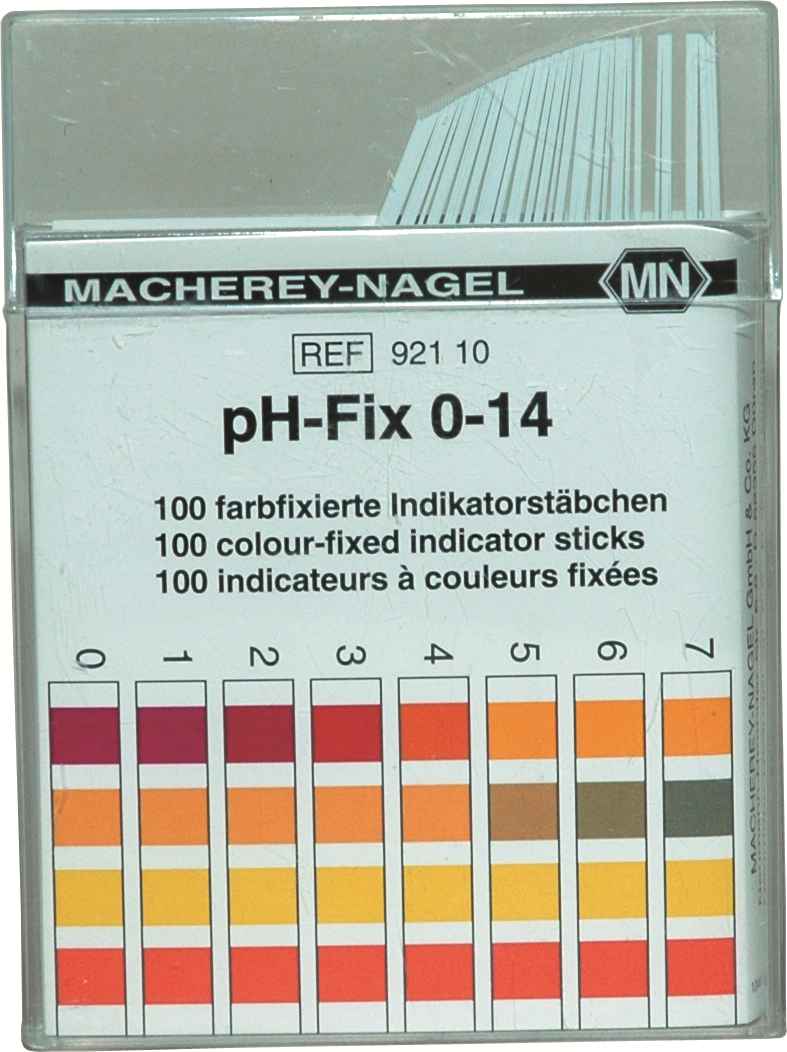 MACHEREY-NAGEL MN
REF 921 10
pH-Fix 0-14
100 farbfixierte Indikatorstäbchen
100 colour-fixed indicator sticks
100 indicateurs à couleurs fixées
0 1 2 3 4 5 6 7
MACHEREY-NAGEL GmbH & Co. KG